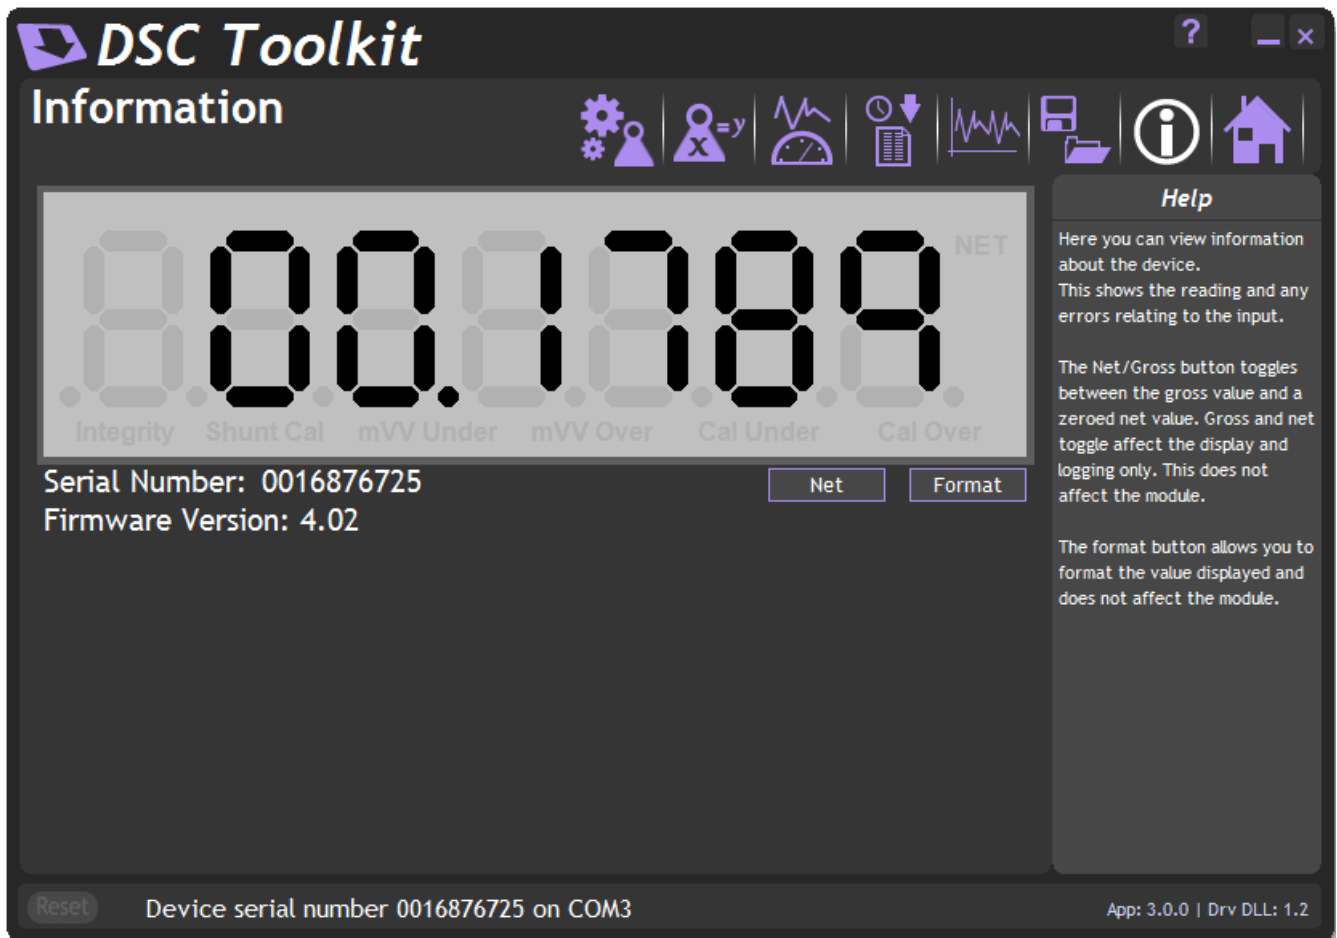 DSC Toolkit
?
Information
x
=y
Help
00.1789
NET
Integrity Shunt Cal mVV Under mVV Over Cal Under Cal Over
Serial Number: 0016876725
Net
Format
Firmware Version: 4.02
Here you can view information
about the device.
This shows the reading and any
errors relating to the input.
The Net/Gross button toggles
between the gross value and a
zeroed net value. Gross and net
toggle affect the display and
logging only. This does not
affect the module.
The format button allows you to
format the value displayed and
does not affect the module.
Reset
Device serial number 0016876725 on COM3
App: 3.0.0 | Drv DLL: 1.2